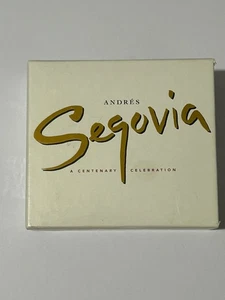 ANDRÉS
Segovia
A CENTENARY CELEBRATION